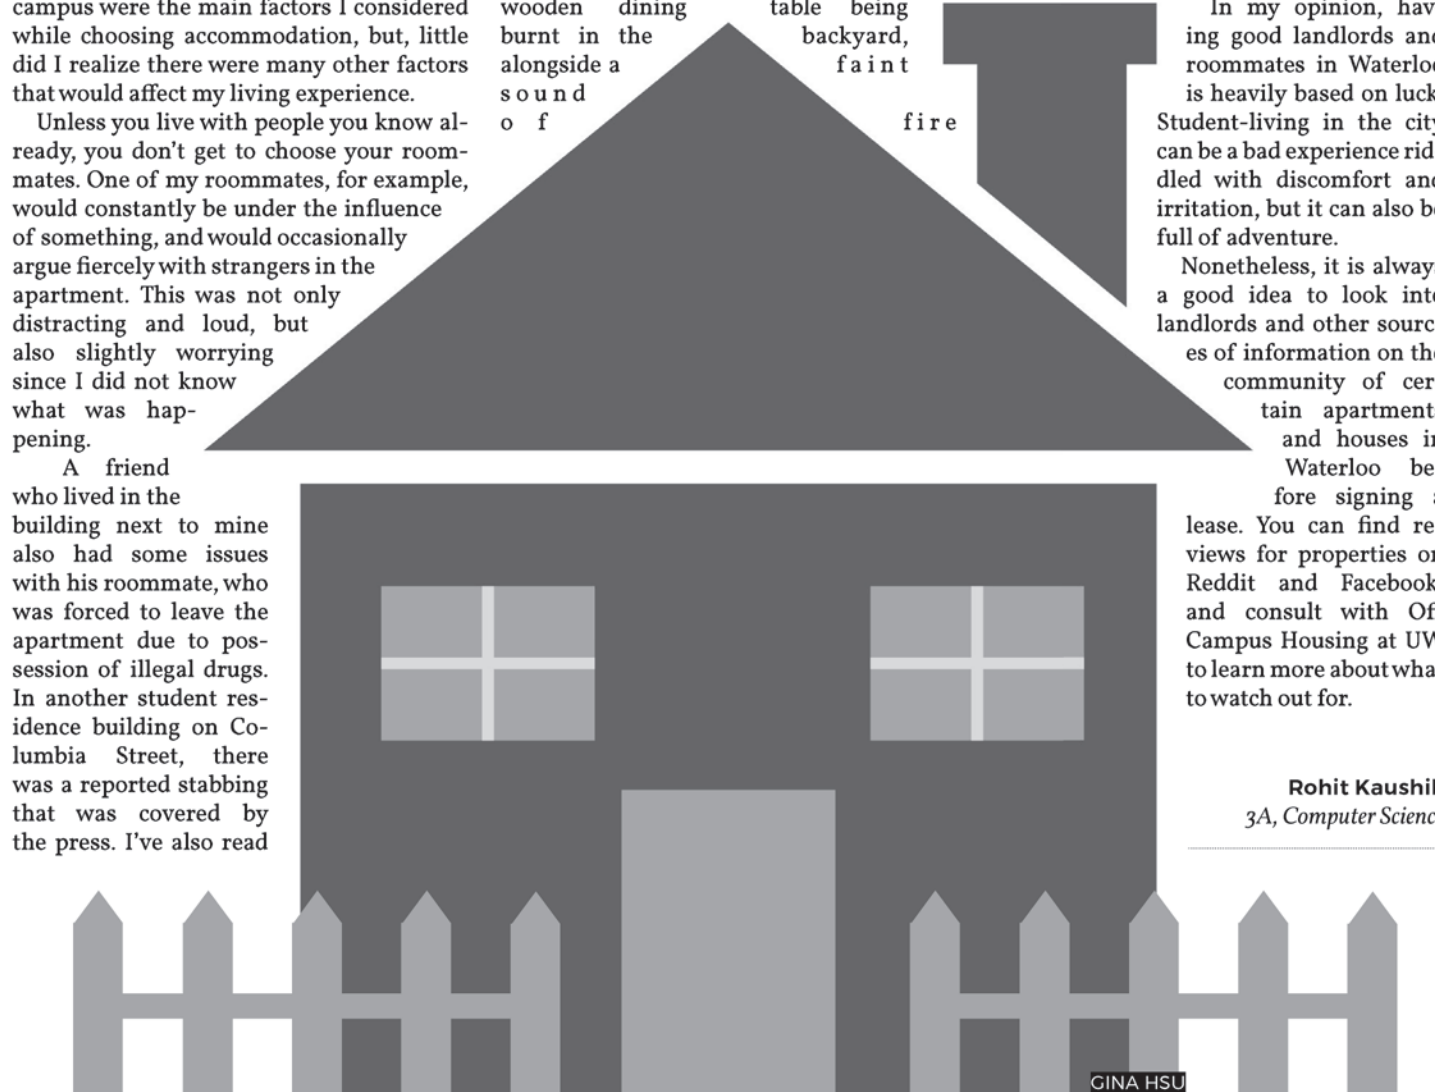 campus were the main factors I considered
while choosing accommodation, but, little
did I realize there were many other factors
that would affect my living experience.
Unless you live with people you know al-
ready, you don't get to choose your room-
mates. One of my roommates, for example,
would constantly be under the influence
of something, and would occasionally
argue fiercely with strangers in the
apartment. This was not only
distracting and loud, but
also slightly worrying
since I did not know
what was hap-
pening.
A friend
who lived in the
building next to mine
also had some issues
with his roommate, who
was forced to leave the
apartment due to pos-
session of illegal drugs.
In another student res-
idence building on Co-
lumbia Street, there
was a reported stabbing
that was covered by
the press. I've also read
wooden dining table being
burnt in the backyard,
alongside a faint
sound
of fire
In my opinion, hav
ing good landlords and
roommates in Waterloo
is heavily based on luck
Student-living in the city
can be a bad experience rid
dled with discomfort and
irritation, but it can also be
full of adventure.
Nonetheless, it is always
a good idea to look into
landlords and other sourc
es of information on the
community of cer
tain apartments
and houses in
Waterloo be
fore signing a
lease. You can find re
views for properties on
Reddit and Facebook
and consult with Off
Campus Housing at UW
to learn more about what
to watch out for.
Rohit Kaushik
3A, Computer Scienc
GINA HSU